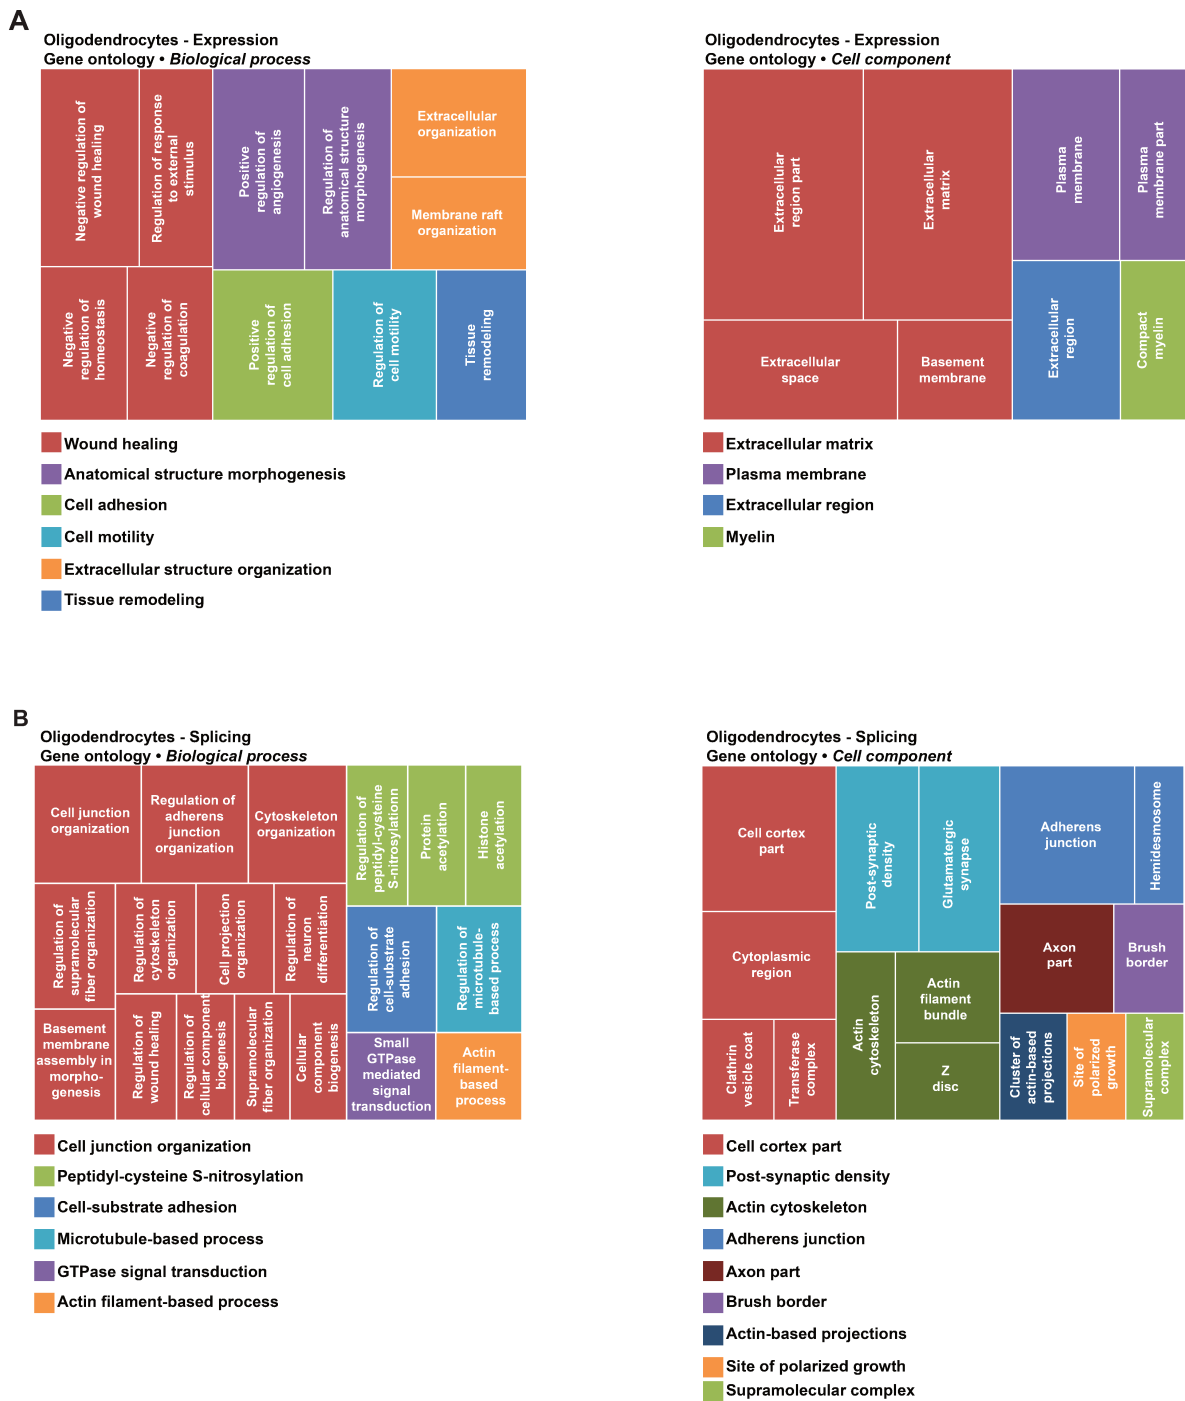 A
Oligodendrocytes - Expression
Gene ontology • Biological process
Negative regulation of
wound healing
Regulation of response
to external
stimulus
Positive
regulation of
angiogenesis
Regulation of
anatomical structure
morphogenesis
Extracellular
organization
Membrane raft
organization
Negative
regulation of
homeostasis
Negative
regulation of
coagulation
Positive
regulation of
cell adhesion
Regulation of
cell motility
Tissue
remodeling
Wound healing
Anatomical structure morphogenesis
Cell adhesion
Cell motility
Extracellular structure organization
Tissue remodeling
Oligodendrocytes - Expression
Gene ontology • Cell component
Extracellular
region part
Extracellular
matrix
Plasma
membrane
Plasma
membrane part
Extracellular
space
Basement
membrane
Extracellular
region
Compact
myelin
Extracellular matrix
Plasma membrane
Extracellular region
Myelin
B
Oligodendrocytes - Splicing
Gene ontology • Biological process
Cell junction
organization
Regulation of
adherens
junction
organization
Cytoskeleton
organization
Regulation of
peptidyl-cysteine
S-nitrosylationn
Protein
acetylation
Histone
acetylation
Regulation of
supramolecular
fiber organization
Regulation of
cytoskeleton
organization
Cell projection
organization
Regulation of
neuron
differentiation
Regulation of
cell-substrate
adhesion
Regulation of
microtubule-
based process
Basement
membrane
assembly in
morpho-
genesis
Regulation of
wound healing
Regulation of
cellular component
biogenesis
Supramolecular
fiber organization
Cellular
component
biogenesis
Small
GTPase
mediated
signal
transduction
Actin
filament-
based
process
Cell junction organization
Peptidyl-cysteine S-nitrosylation
Cell-substrate adhesion
Microtubule-based process
GTPase signal transduction
Actin filament-based process
Oligodendrocytes - Splicing
Gene ontology • Cell component
Cell cortex
part
Post-synaptic
density
Glutamatergic
synapse
Adherens
junction
Hemidesmosome
Cytoplasmic
region
Axon
part
Brush
border
Actin
cytoskeleton
Actin
filament
bundle
Z
disc
Clathrin
vesicle coat
Transferase
complex
Cluster of
actin-based
projections
Site of
polarized
growth
Supramolecular
complex
Cell cortex part
Post-synaptic density
Actin cytoskeleton
Adherens junction
Axon part
Brush border
Actin-based projections
Site of polarized growth
Supramolecular complex